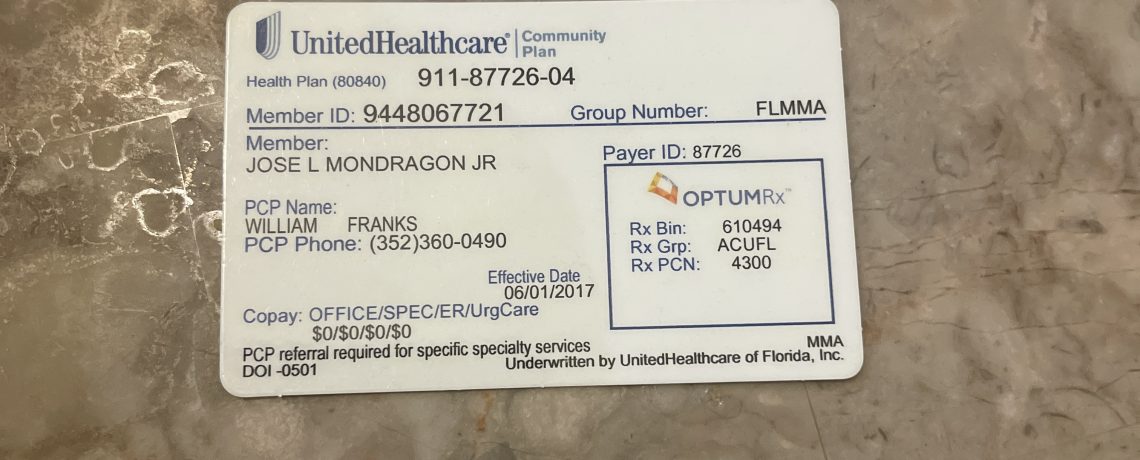 UnitedHealthcare® | Community Plan
Health Plan (80840) 911-87726-04
Member ID: 9448067721 Group Number: FLMMA
Member:
JOSE L MONDRAGON JR
Payer ID: 87726
OPTUMRx™
Rx Bin: 610494
Rx Grp: ACUFL
Rx PCN: 4300
PCP Name:
WILLIAM FRANKS
PCP Phone: (352)360-0490
Effective Date
06/01/2017
Copay: OFFICE/SPEC/ER/UrgCare
$0/$0/$0/$0
PCP referral required for specific specialty services
DOI -0501
MMA
Underwritten by UnitedHealthcare of Florida, Inc.